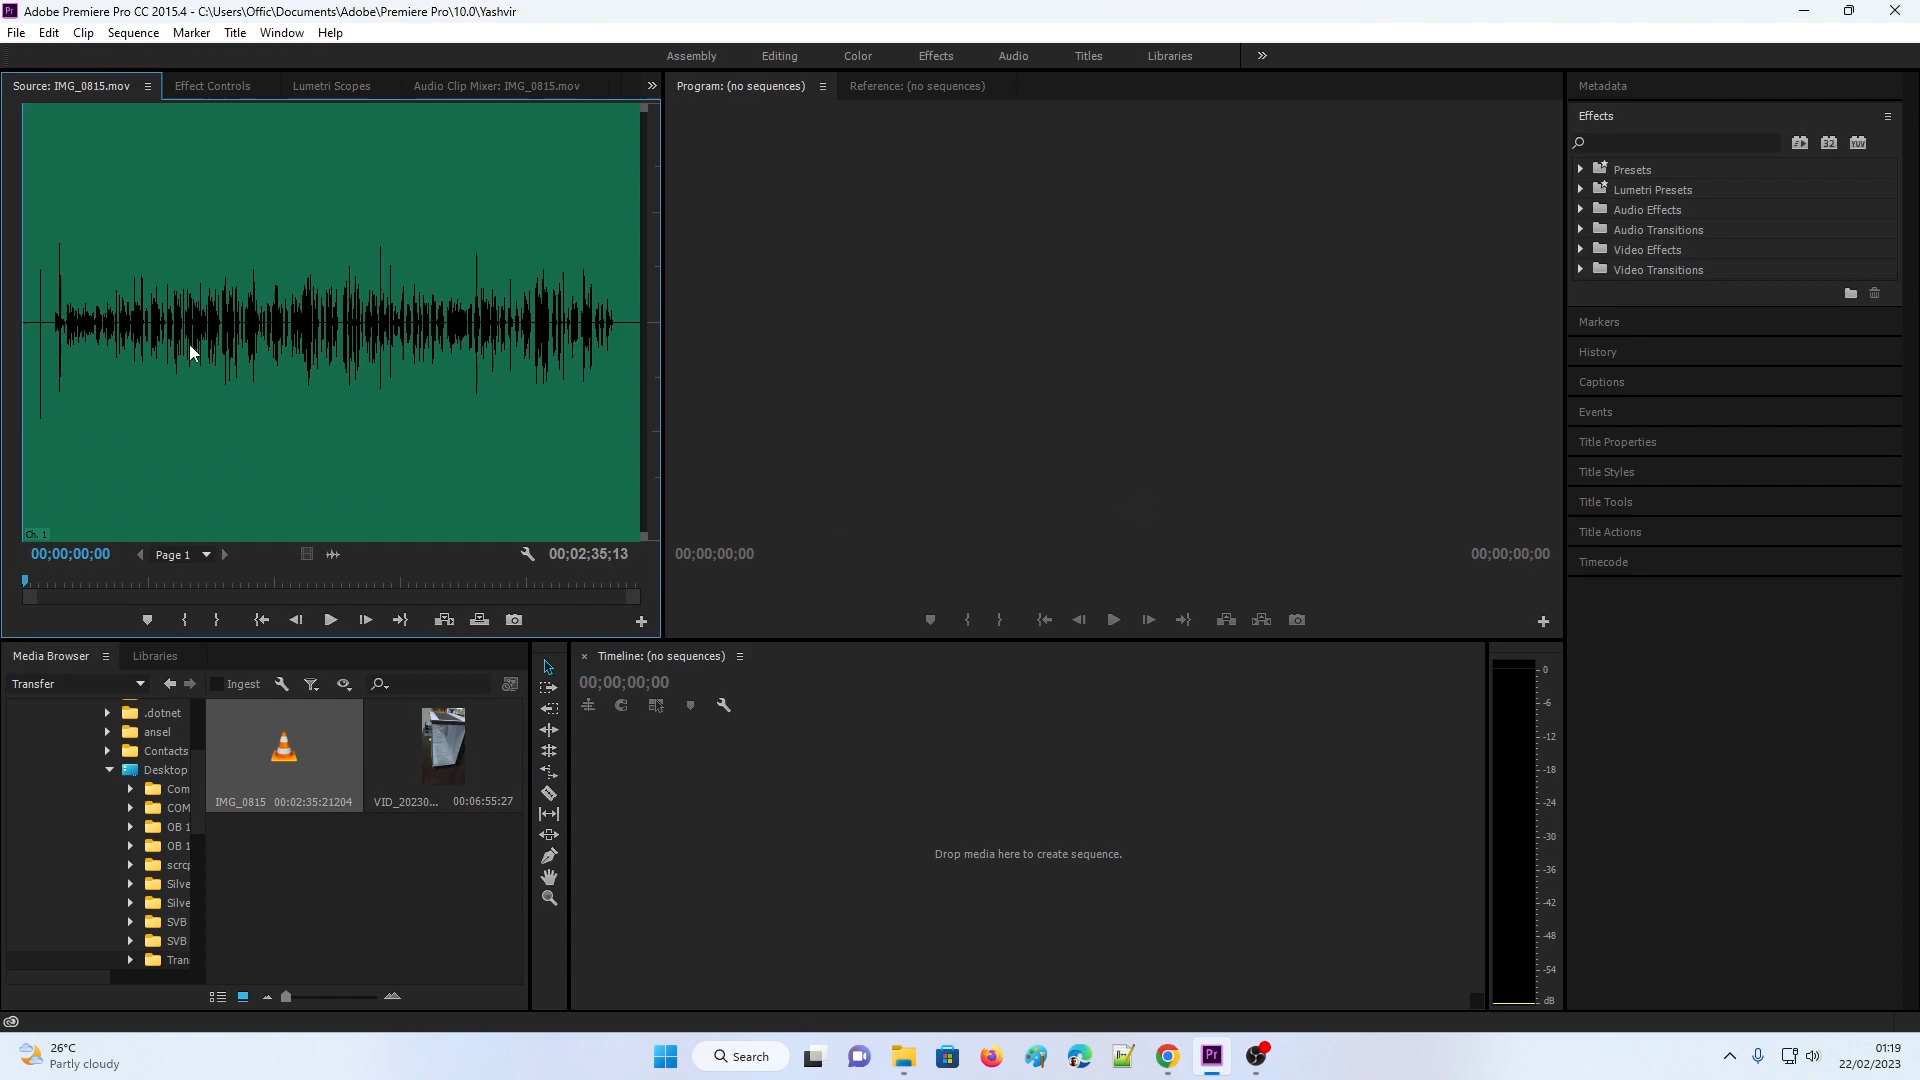 Adobe Premiere Pro CC 2015.4 - C:\Users\Offic\Documents\Adobe\Premiere Pro\10.0\Yashvir
File Edit Clip Sequence Marker Title Window Help
Assembly Editing Color Effects Audio Titles Libraries
Source: IMG_0815.mov Effect Controls Lumetri Scopes Audio Clip Mixer: IMG_0815.mov
Program: (no sequences) Reference: (no sequences)
Metadata
Effects
32 YUV
Presets
Lumetri Presets
Audio Effects
Audio Transitions
Video Effects
Video Transitions
Markers
History
Captions
Events
Title Properties
Title Styles
Title Tools
Title Actions
Timecode
Ch. 1
00;00;00;00 Page 1 00;02;35;13
00;00;00;00 00;00;00;00
Media Browser Libraries
Transfer Ingest
.dotnet
ansel
Contacts
Desktop
Com
COM
OB 1
OB 1
scrcp
Silve
Silve
SVB
SVB
Tran
IMG_0815 00:02:35:21204 VID_20230... 00:06:55:27
Timeline: (no sequences)
00;00;00;00
Drop media here to create sequence.
0
-6
-12
-18
-24
-30
-36
-42
-48
-54
dB
26°C
Partly cloudy
Search
Pr
01:19
22/02/2023